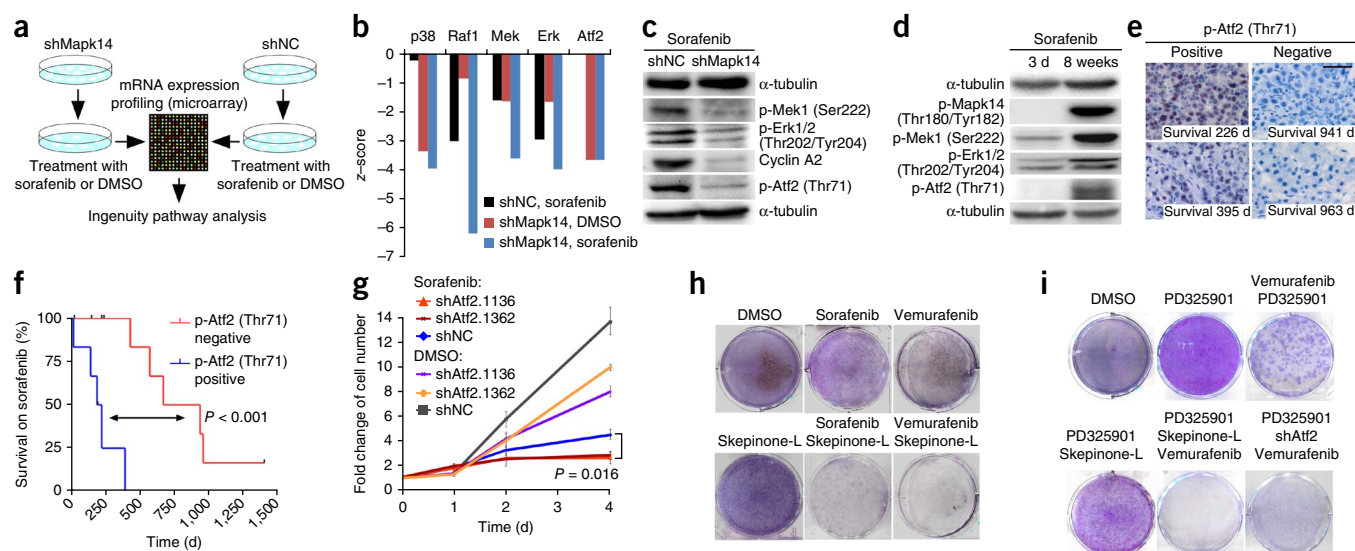 a
shMapk14
shNC
mRNA expression
profiling (microarray)
Treatment with
sorafenib or DMSO
Treatment with
sorafenib or DMSO
Ingenuity pathway analysis
b
p38 Raf1 Mek Erk Atf2
0
–1
–2
–3
–4
–5
–6
–7
z–score
shNC, sorafenib
shMapk14, DMSO
shMapk14, sorafenib
c
Sorafenib
shNC shMapk14
α-tubulin
p-Mek1 (Ser222)
p-Erk1/2
(Thr202/Tyr204)
Cyclin A2
p-Atf2 (Thr71)
α-tubulin
d
Sorafenib
3 d 8 weeks
α-tubulin
p-Mapk14
(Thr180/Tyr182)
p-Mek1 (Ser222)
p-Erk1/2
(Thr202/Tyr204)
p-Atf2 (Thr71)
α-tubulin
e
p-Atf2 (Thr71)
Positive Negative
Survival 226 d Survival 941 d
Survival 395 d Survival 963 d
f
Survival on sorafenib (%)
100
75
50
25
0
p-Atf2 (Thr71)
negative
p-Atf2 (Thr71)
positive
P < 0.001
0 250 500 750 1,000 1,250 1,500
Time (d)
g
Fold change of cell number
14
12
10
8
6
4
2
0
Sorafenib:
shAtf2.1136
shAtf2.1362
shNC
DMSO:
shAtf2.1136
shAtf2.1362
shNC
P = 0.016
0 1 2 3 4
Time (d)
h
DMSO Sorafenib Vemurafenib
Skepinone-L
Sorafenib
Skepinone-L
Vemurafenib
Skepinone-L
i
DMSO PD325901
Vemurafenib
PD325901
PD325901
Skepinone-L
PD325901
Skepinone-L
Vemurafenib
PD325901
shAtf2
Vemurafenib